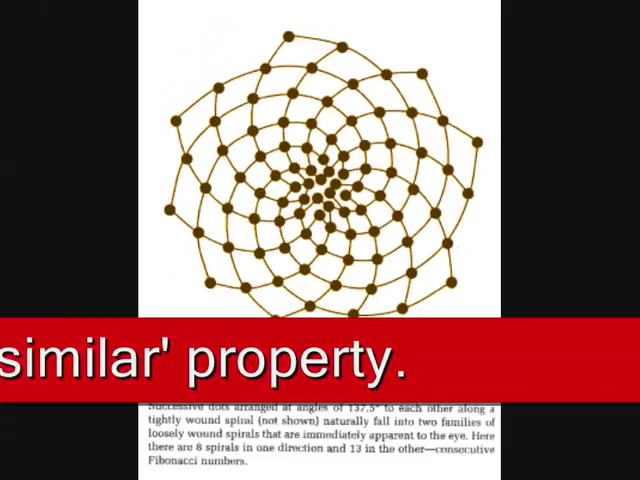 similar' property.
Successive dots arranged at angles of 137.5° to each other along a
tightly wound spiral (not shown) naturally fall into two families of
loosely wound spirals that are immediately apparent to the eye. Here
there are 8 spirals in one direction and 13 in the other—consecutive
Fibonacci numbers.